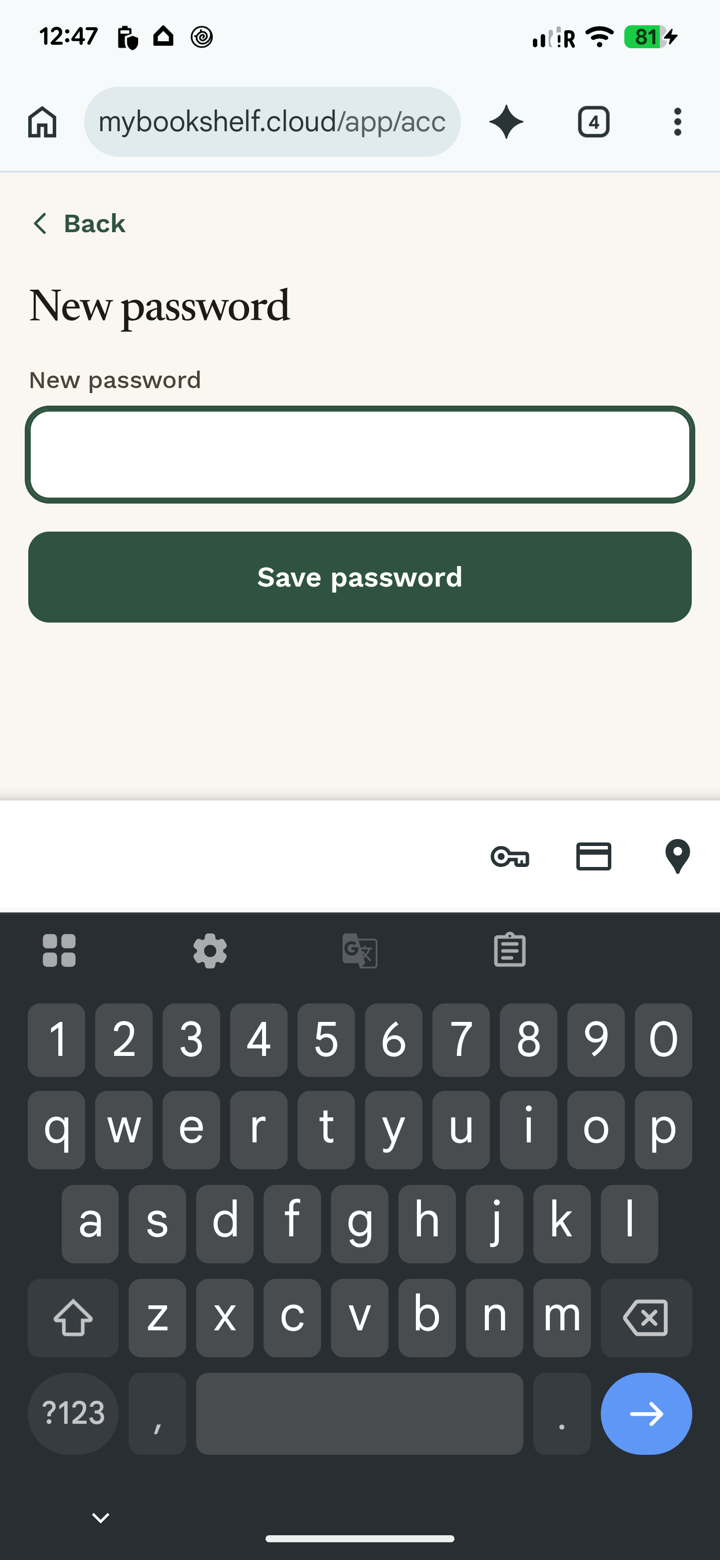 12:47
R
81
mybookshelf.cloud/app/acc
4
Back
New password
New password
Save password
1 2 3 4 5 6 7 8 9 0
q w e r t y u i o p
a s d f g h j k l
z x c v b n m
?123 , .